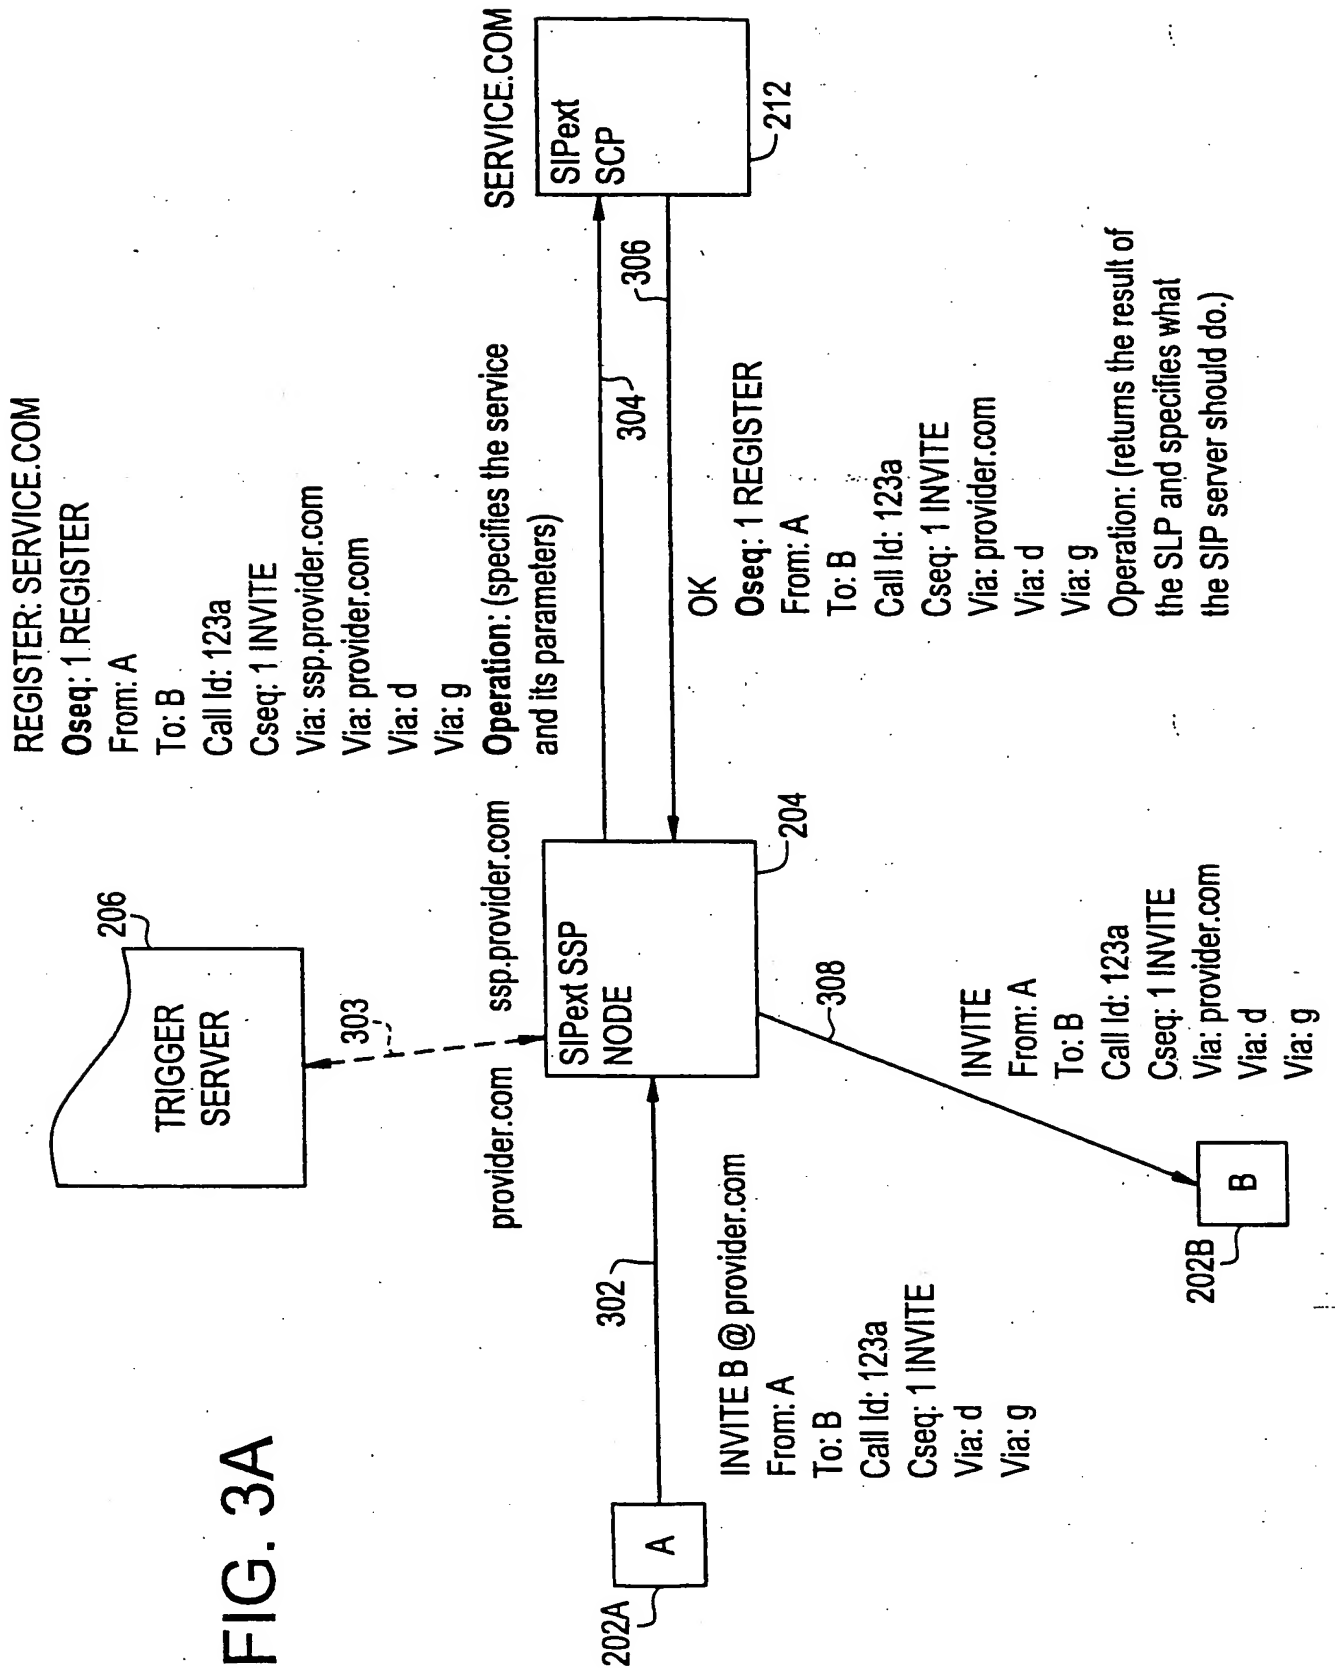 FIG. 3A
REGISTER: SERVICE.COM
Oseq: 1 REGISTER
From: A
To: B
Call Id: 123a
Cseq: 1 INVITE
Via: ssp.provider.com
Via: provider.com
Via: d
Via: g
Operation: (specifies the service
and its parameters)
206
TRIGGER
SERVER
303
provider.com
ssp.provider.com
SIPext SSP
NODE
204
SERVICE.COM
SIPext
SCP
212
304
306
OK
Oseq: 1 REGISTER
From: A
To: B
Call Id: 123a
Cseq: 1 INVITE
Via: provider.com
Via: d
Via: g
Operation: (returns the result of
the SLP and specifies what
the SIP server should do.)
302
A
202A
INVITE B @ provider.com
From: A
To: B
Call Id: 123a
Cseq: 1 INVITE
Via: d
Via: g
308
B
202B
INVITE
From: A
To: B
Call Id: 123a
Cseq: 1 INVITE
Via: provider.com
Via: d
Via: g